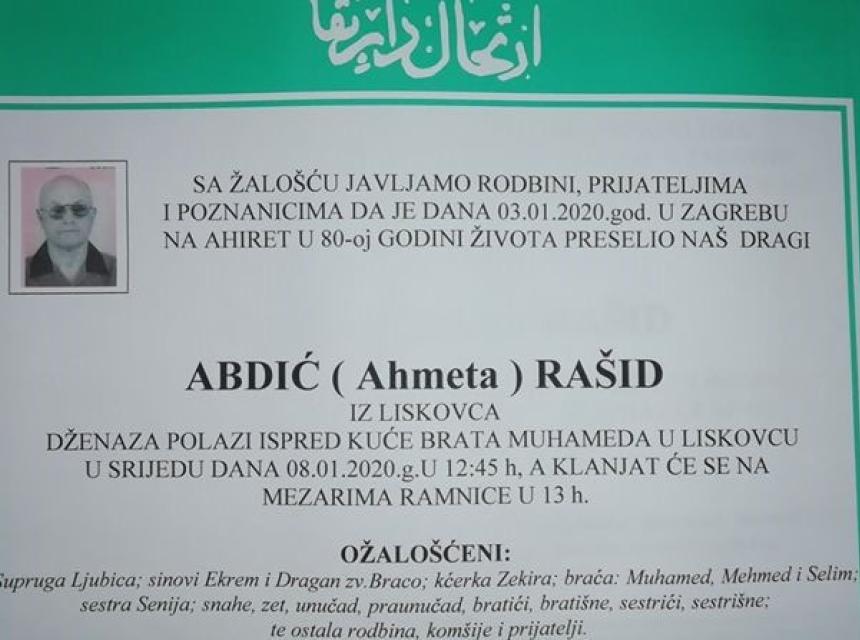 ارتحال دار بقا
SA ŽALOŠĆU JAVLJAMO RODBINI, PRIJATELJIMA
I POZNANICIMA DA JE DANA 03.01.2020.god. U ZAGREBU
NA AHIRET U 80-oj GODINI ŽIVOTA PRESELIO NAŠ DRAGI
ABDIĆ ( Ahmeta ) RAŠID
IZ LISKOVCA
DŽENAZA POLAZI ISPRED KUĆE BRATA MUHAMEDA U LISKOVCU
U SRIJEDU DANA 08.01.2020.g.U 12:45 h, A KLANJAT ĆE SE NA
MEZARIMA RAMNICE U 13 h.
OŽALOŠĆENI:
Supruga Ljubica; sinovi Ekrem i Dragan zv.Braco; kćerka Zekira; braća: Muhamed, Mehmed i Selim;
sestra Senija; snahe, zet, unučad, praunučad, bratići, bratišne, sestrići, sestrišne;
te ostala rodbina, komšije i prijatelji.